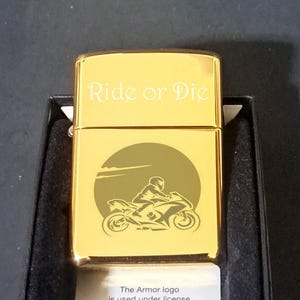 Ride or Die
The Armor logo
is used under license